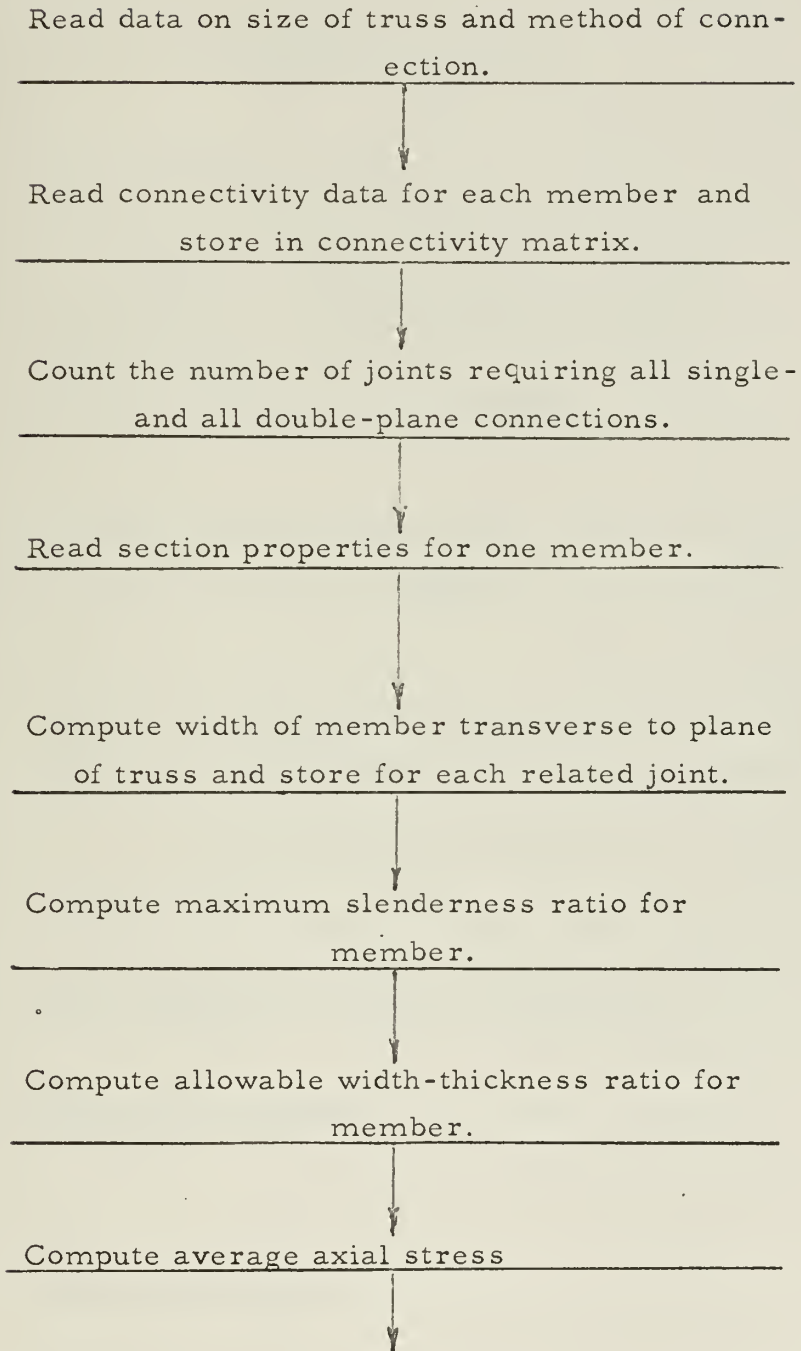 Read data on size of truss and method of conn-
ection.
Read connectivity data for each member and
store in connectivity matrix.
Count the number of joints requiring all single-
and all double-plane connections.
Read section properties for one member.
Compute width of member transverse to plane
of truss and store for each related joint.
Compute maximum slenderness ratio for
member.
Compute allowable width-thickness ratio for
member.
Compute average axial stress